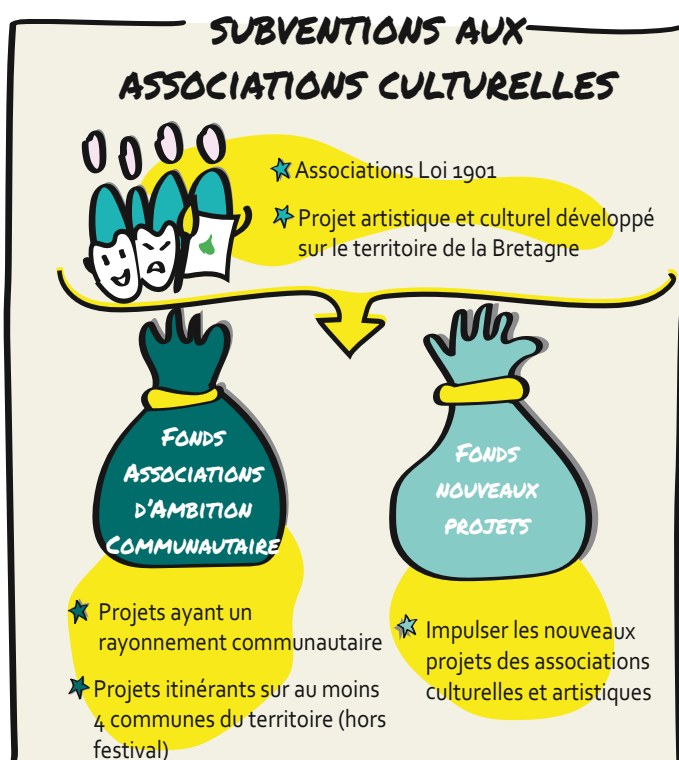 SUBVENTIONS AUX
ASSOCIATIONS CULTURELLES
Associations Loi 1901
Projet artistique et culturel développé
sur le territoire de la Bretagne
FONDS
ASSOCIATIONS
D'AMBITION
COMMUNAUTAIRE
Projets ayant un
rayonnement communautaire
Projets itinérants sur au moins
4 communes du territoire (hors
festival)
FONDS
NOUVEAUX
PROJETS
Impulser les nouveaux
projets des associations
culturelles et artistiques